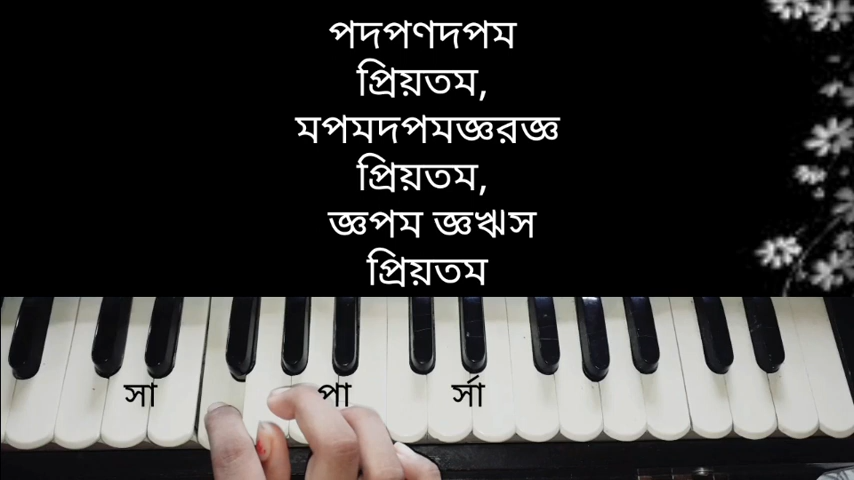 পদপণদপম
প্রিয়তম,
মপমদপমজ্ঞরজ্ঞ
প্রিয়তম,
জ্ঞপম জ্ঞঋস
প্রিয়তম
সা পা র্সা